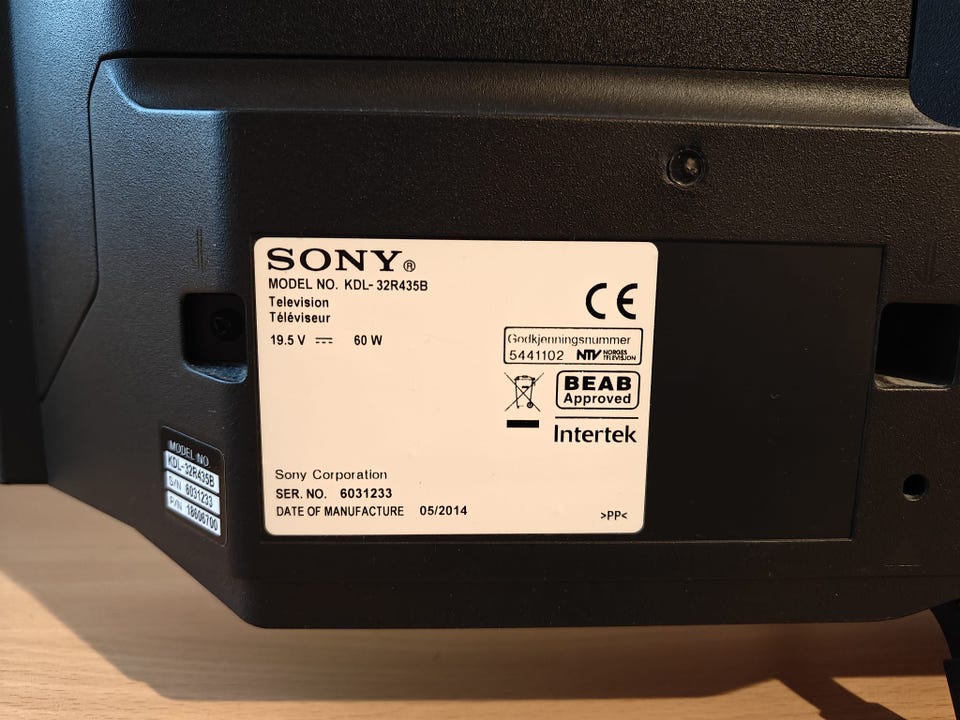 SONY®
MODEL NO. KDL-32R435B
Television
Téléviseur
19.5 V ⎓ 60 W
CE
Godkjenningsnummer
5441102 NTV NORGES TELEVISJON
BEAB
Approved
Intertek
Sony Corporation
SER. NO. 6031233
DATE OF MANUFACTURE 05/2014
>PP<
MODEL NO
KDL-32R435B
S/N 6031233
P/N 18606700